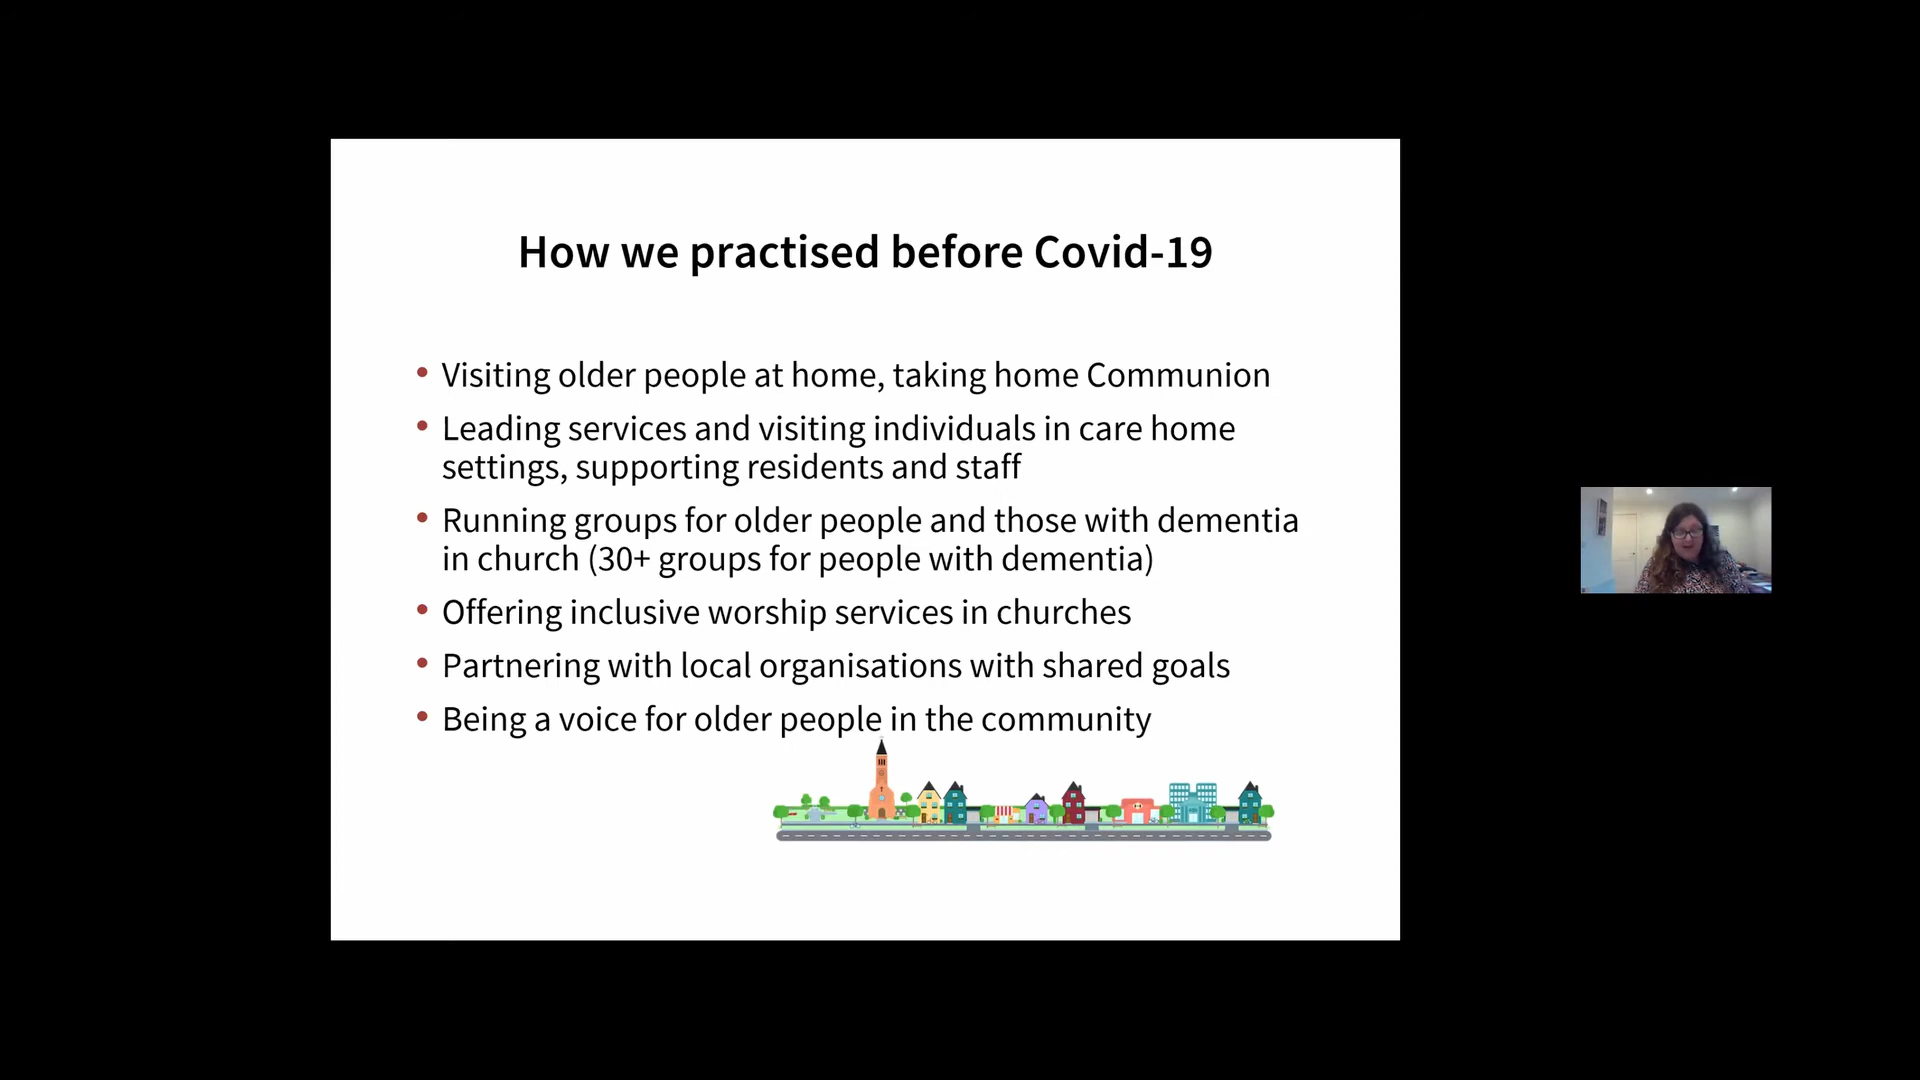 How we practised before Covid-19
• Visiting older people at home, taking home Communion
• Leading services and visiting individuals in care home
settings, supporting residents and staff
• Running groups for older people and those with dementia
in church (30+ groups for people with dementia)
• Offering inclusive worship services in churches
• Partnering with local organisations with shared goals
• Being a voice for older people in the community